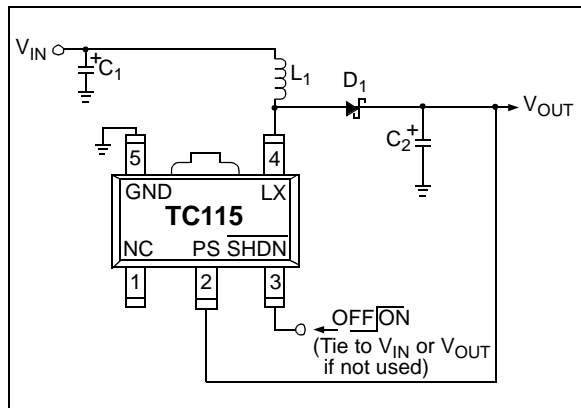 VIN
+
C1
L1
D1
VOUT
C2
+
5
4
GND
LX
TC115
NC
PS
SHDN
1
2
3
OFF ON
(Tie to VIN or VOUT
if not used)